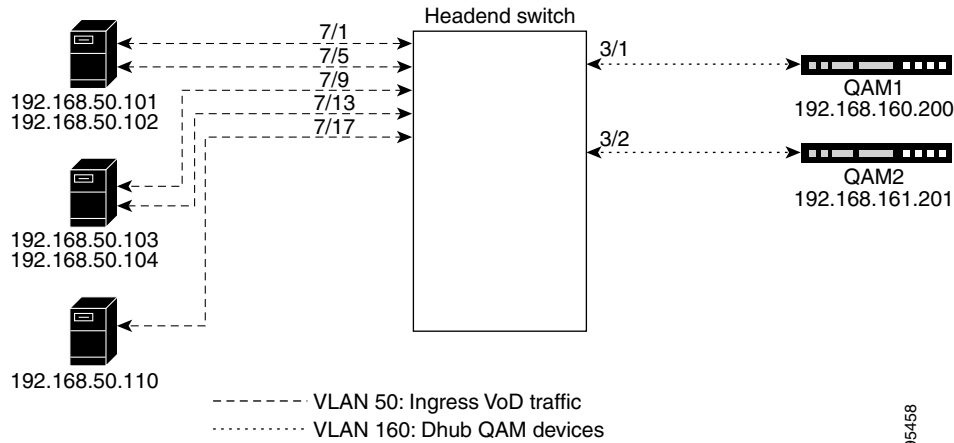 Headend switch
7/1
7/5
7/9
7/13
7/17
3/1
3/2
192.168.50.101
192.168.50.102
192.168.50.103
192.168.50.104
192.168.50.110
QAM1
192.168.160.200
QAM2
192.168.161.201
VLAN 50: Ingress VoD traffic
VLAN 160: Dhub QAM devices